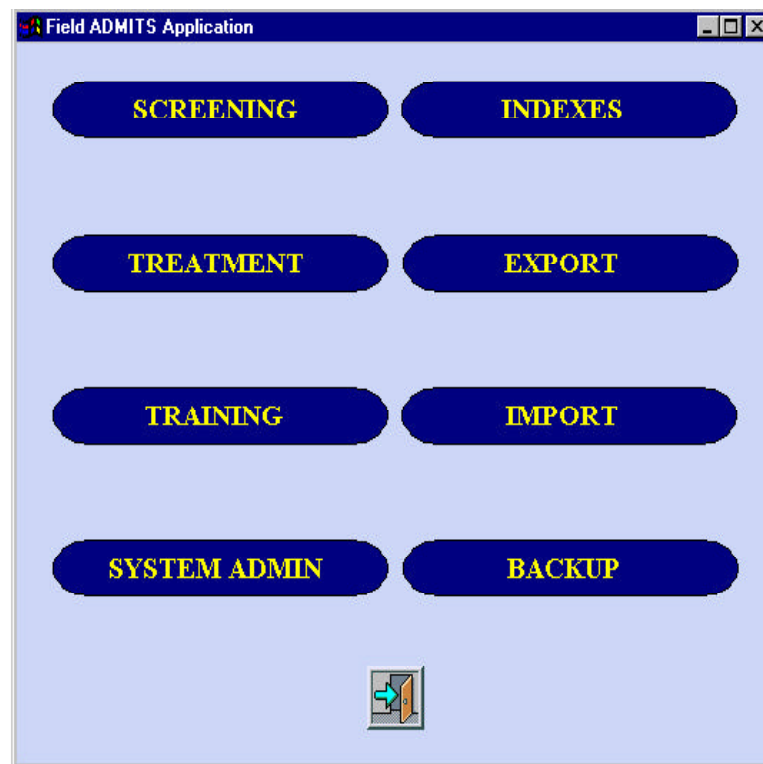 Field ADMITS Application
SCREENING INDEXES
TREATMENT EXPORT
TRAINING IMPORT
SYSTEM ADMIN BACKUP